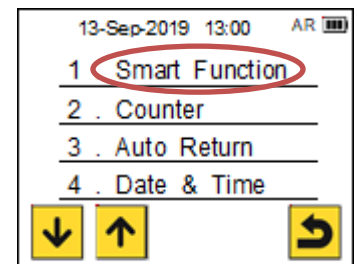 13-Sep-2019 13:00 AR
1 Smart Function
2 . Counter
3 . Auto Return
4 . Date & Time